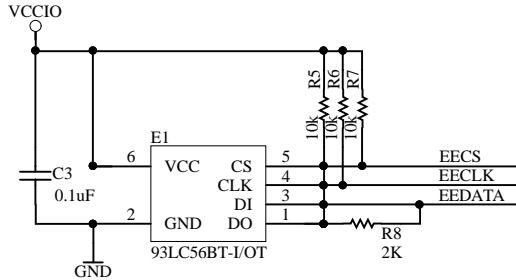 VCCIO
R5
R6
R7
10k
10k
10k
E1
6
VCC
CS
5
EECS
C3
0.1uF
CLK
4
EECLK
DI
3
EEDATA
2
GND
DO
1
R8
2K
93LC56BT-I/OT
GND